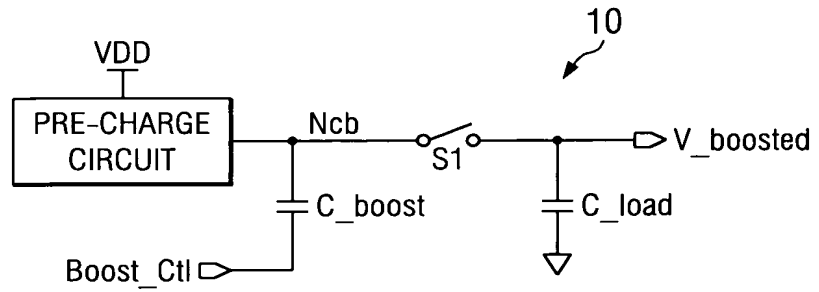 10
VDD
PRE-CHARGE
CIRCUIT
Ncb
S1
V_boosted
C_boost
C_load
Boost_Ctl